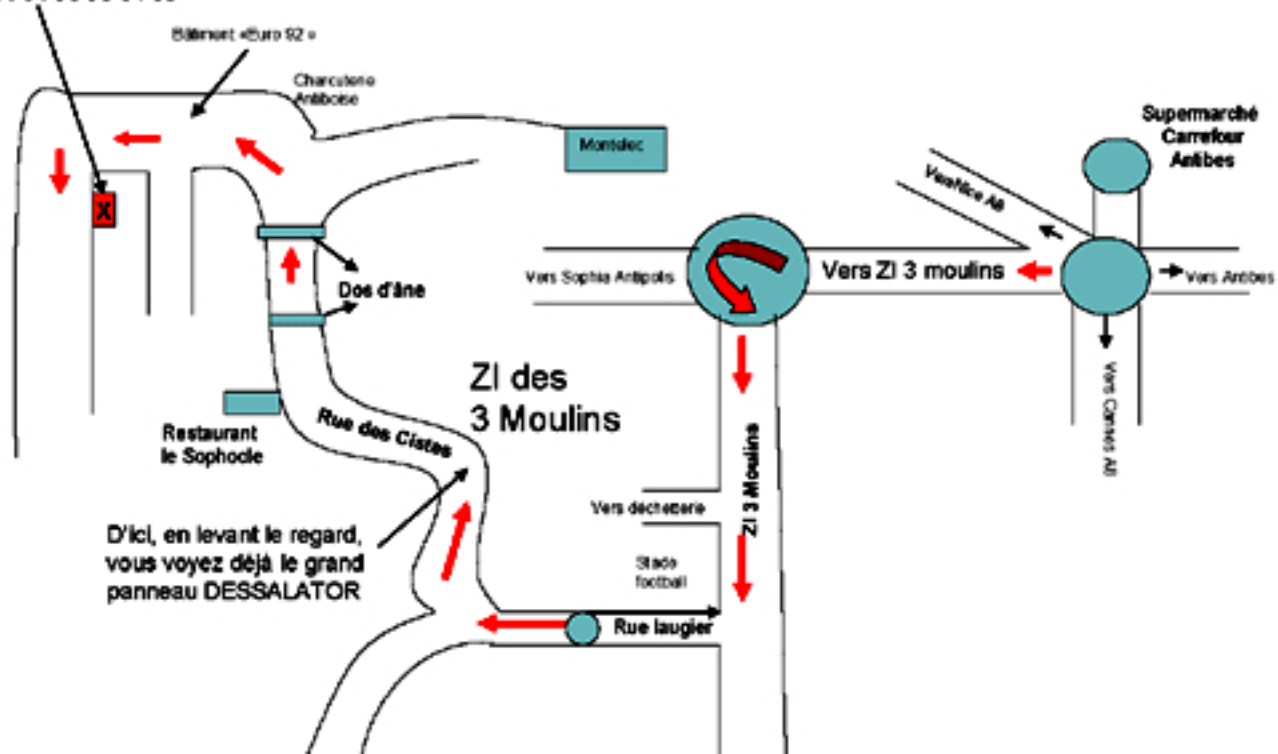 Bâtiment «Euro 92 »
Charcuterie
Antiboise
Supermarché
Carrefour
Antibes
Montelec
Vers Nice A8
X
Vers Sophia Antipolis
Vers ZI 3 moulins
Vers Antibes
Dos d'âne
ZI des
3 Moulins
Vers Cannes A8
Rue des Cistes
Restaurant
le Sophocle
ZI 3 Moulins
Vers déchetterie
D'ici, en levant le regard,
vous voyez déjà le grand
panneau DESSALATOR
Stade
football
Rue laugier